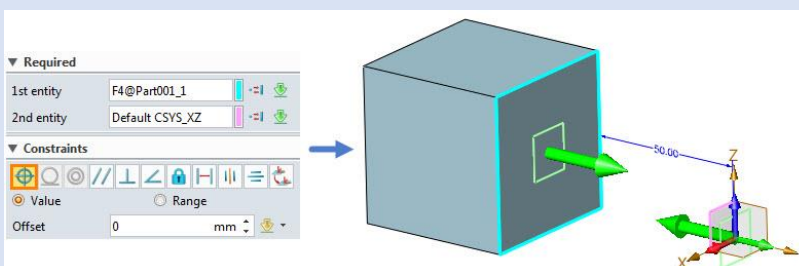 Required
1st entity F4@Part001_1
2nd entity Default CSYS_XZ
Constraints
Value Range
Offset 0 mm
50.00
Z
X